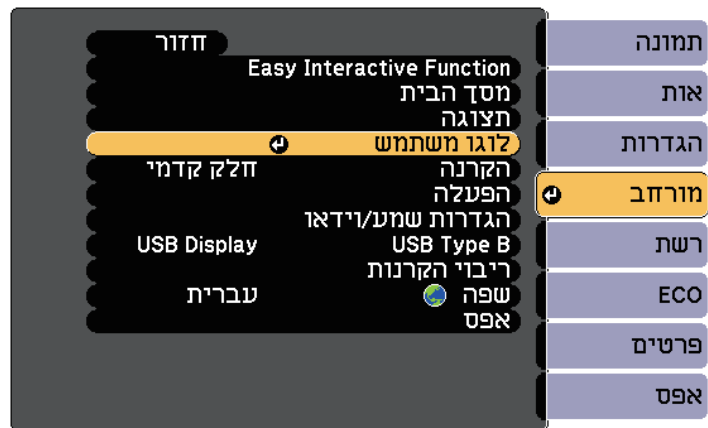 חזור
Easy Interactive Function
מסך הבית
תצוגה
לוגו משתמש
הקרנה חלק קדמי
הפעלה
הגדרות שמע/וידאו
USB Type B USB Display
ריבוי הקרנות
שפה עברית
אפס
תמונה
אות
הגדרות
מורחב
רשת
ECO
פרטים
אפס